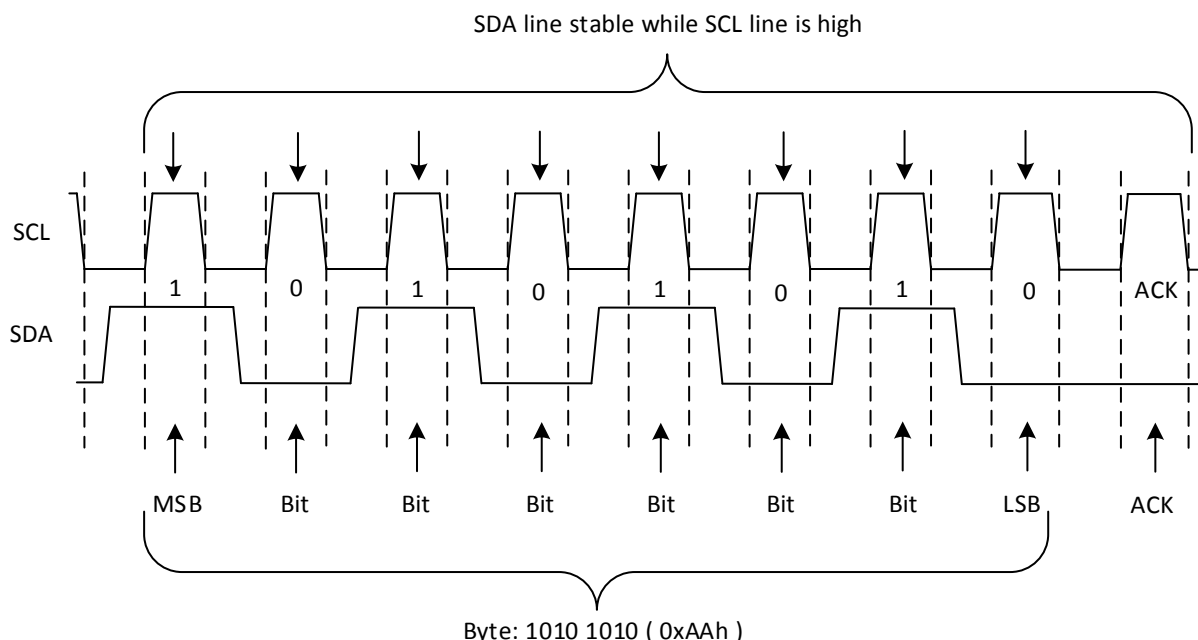 SDA line stable while SCL line is high
SCL
1 0 1 0 1 0 1 0 ACK
SDA
MSB Bit Bit Bit Bit Bit Bit LSB ACK
Byte: 1010 1010 ( 0xAAh )